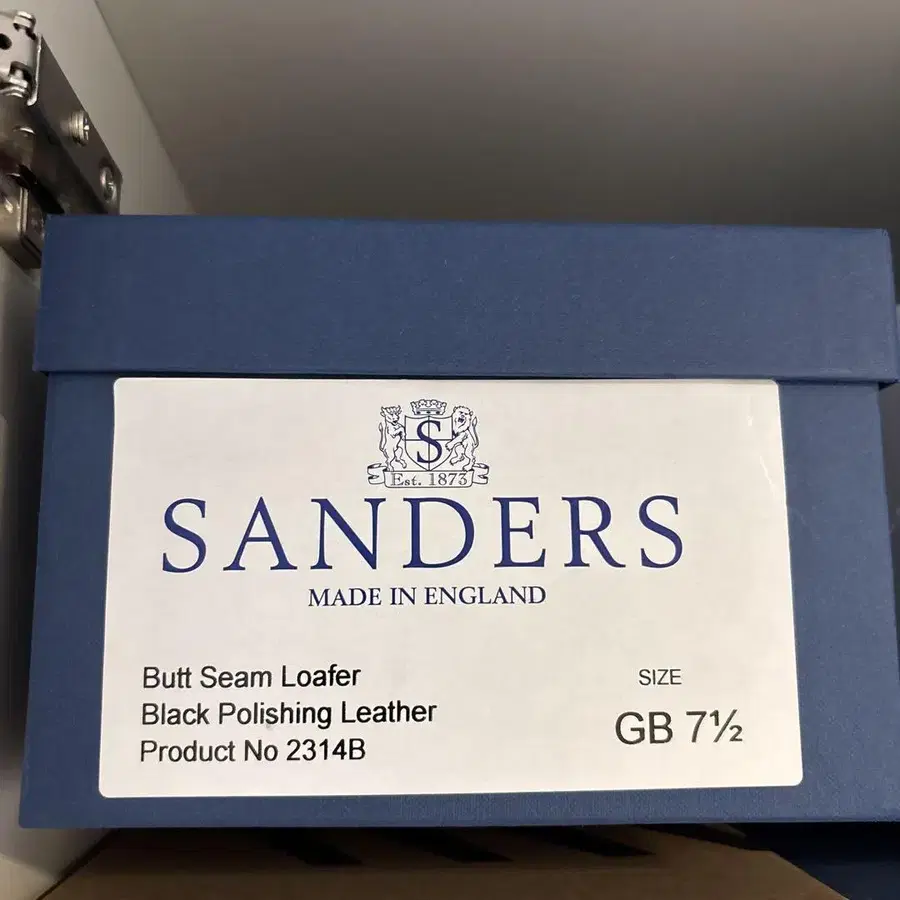 S
Est. 1873
SANDERS
MADE IN ENGLAND
Butt Seam Loafer
Black Polishing Leather
Product No 2314B
SIZE
GB 7½